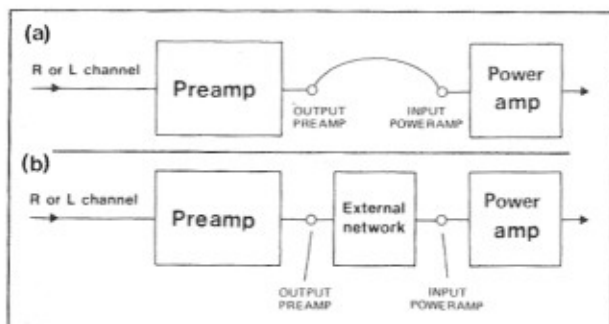 (a)
R or L channel
Preamp
OUTPUT
PREAMP
INPUT
POWERAMP
Power
amp
(b)
R or L channel
Preamp
OUTPUT
PREAMP
External
network
INPUT
POWERAMP
Power
amp